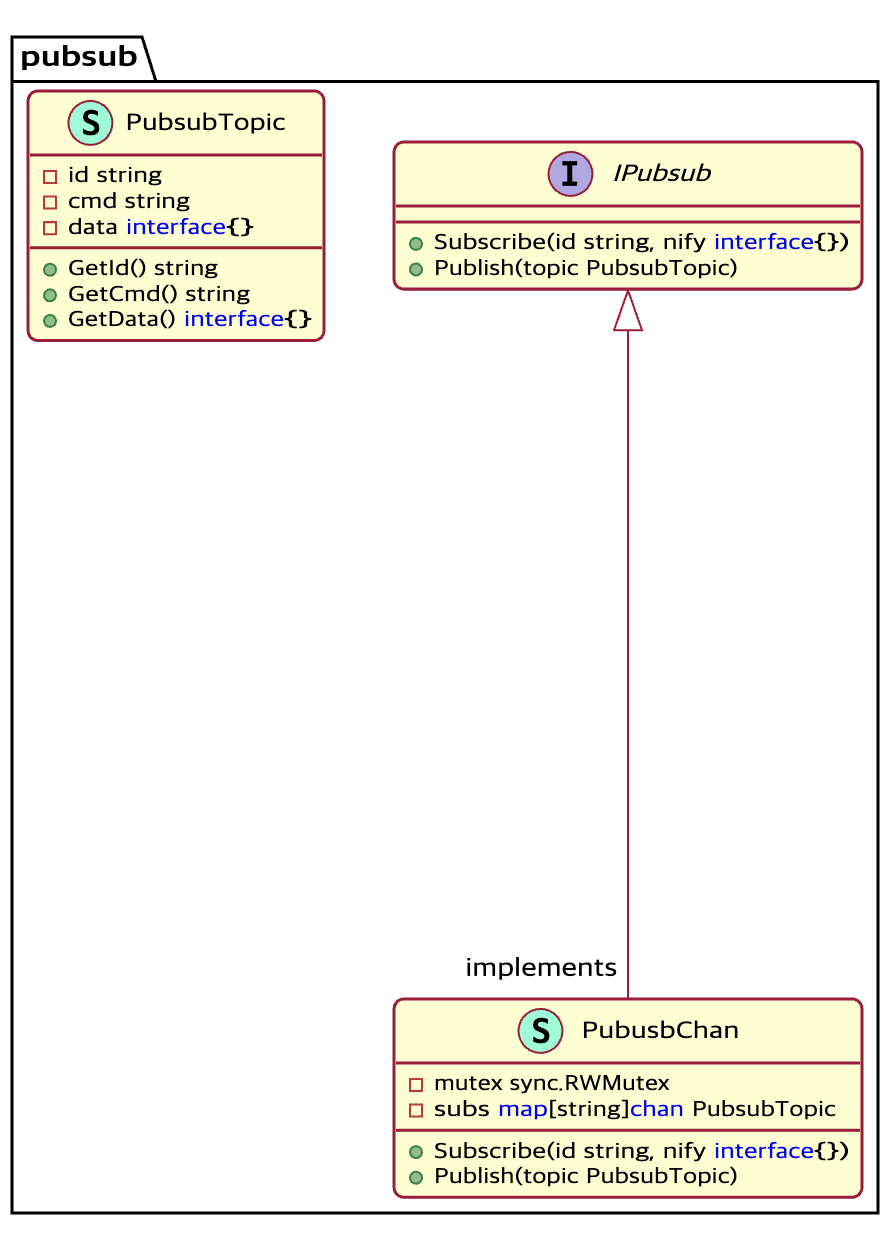 pubsub
S PubsubTopic
id string
cmd string
data interface{}
GetId() string
GetCmd() string
GetData() interface{}
I IPubsub
Subscribe(id string, nify interface{})
Publish(topic PubsubTopic)
implements
S PubusbChan
mutex sync.RWMutex
subs map[string]chan PubsubTopic
Subscribe(id string, nify interface{})
Publish(topic PubsubTopic)